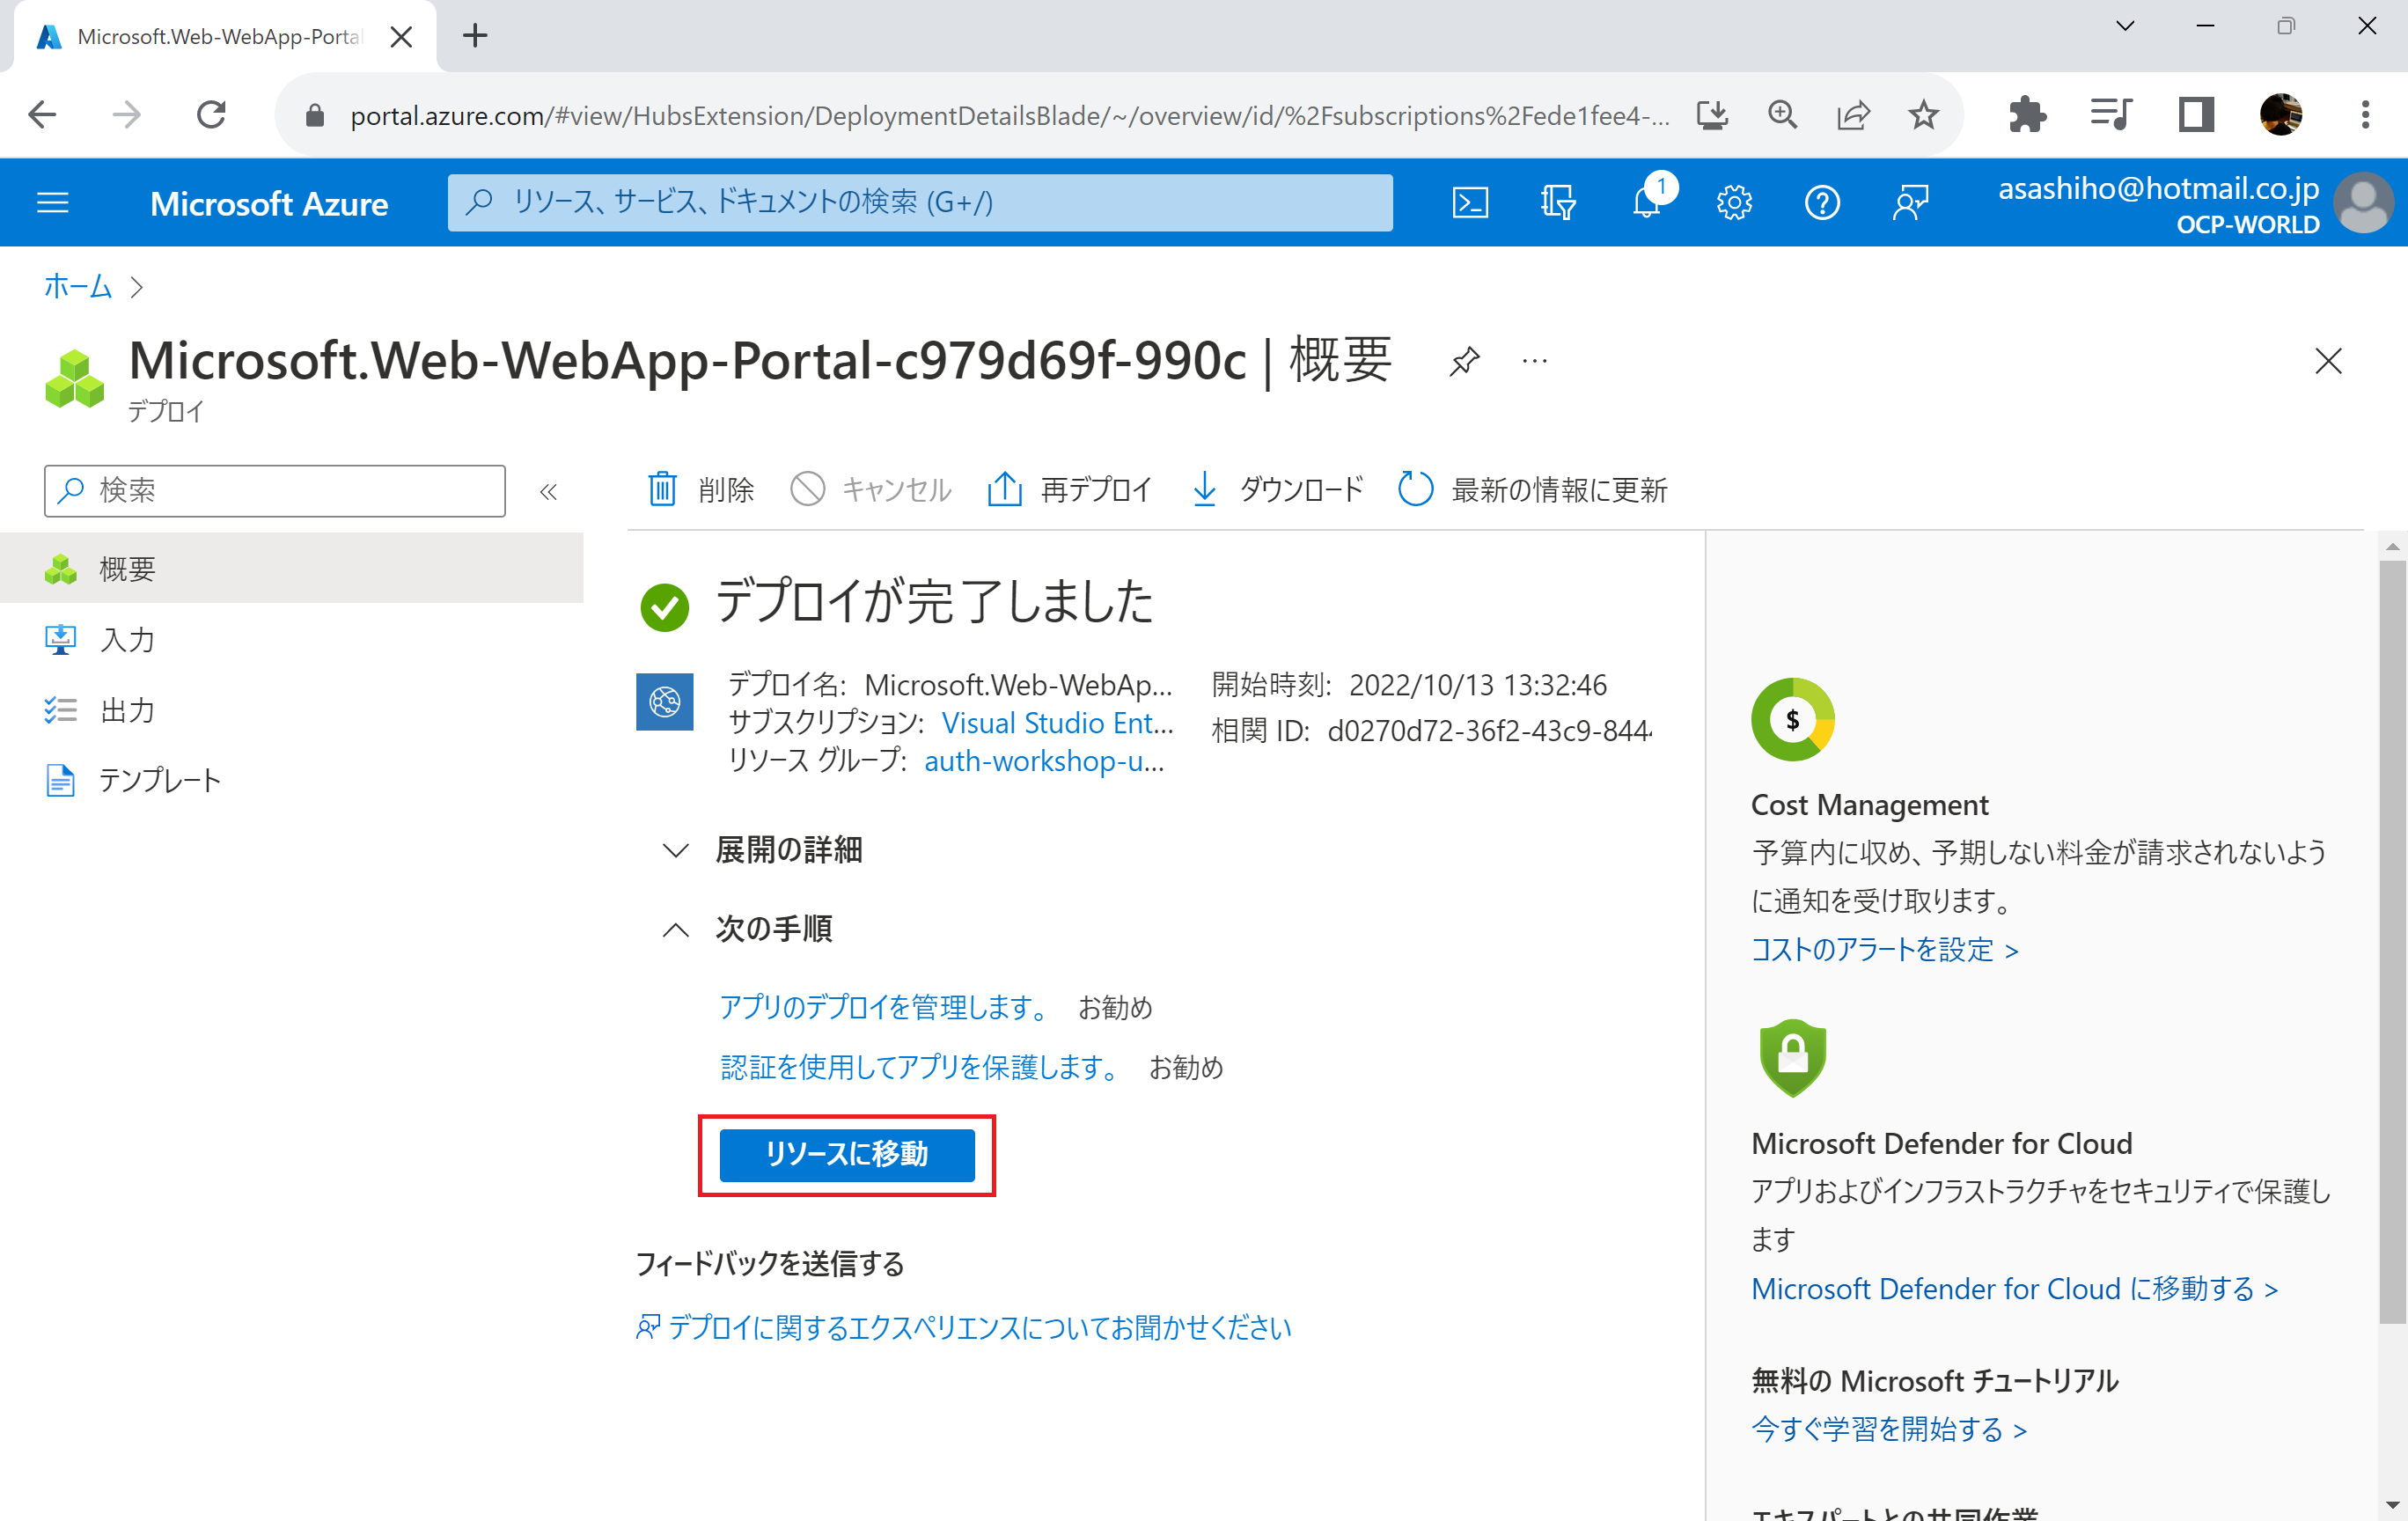 Microsoft.Web-WebApp-Portal
portal.azure.com/#view/HubsExtension/DeploymentDetailsBlade/~/overview/id/%2Fsubscriptions%2Fede1fee4-...
Microsoft Azure
リソース、サービス、ドキュメントの検索 (G+/)
1
asashiho@hotmail.co.jp
OCP-WORLD
ホーム
Microsoft.Web-WebApp-Portal-c979d69f-990c | 概要
デプロイ
検索
概要
入力
出力
テンプレート
削除
キャンセル
再デプロイ
ダウンロード
最新の情報に更新
デプロイが完了しました
デプロイ名: Microsoft.Web-WebAp...
サブスクリプション: Visual Studio Ent...
リソース グループ: auth-workshop-u...
開始時刻: 2022/10/13 13:32:46
相関 ID: d0270d72-36f2-43c9-844
展開の詳細
次の手順
アプリのデプロイを管理します。 お勧め
認証を使用してアプリを保護します。 お勧め
リソースに移動
フィードバックを送信する
デプロイに関するエクスペリエンスについてお聞かせください
$
Cost Management
予算内に収め、予期しない料金が請求されないよう
に通知を受け取ります。
コストのアラートを設定 >
Microsoft Defender for Cloud
アプリおよびインフラストラクチャをセキュリティで保護し
ます
Microsoft Defender for Cloud に移動する >
無料の Microsoft チュートリアル
今すぐ学習を開始する >
エキスパートとの共同作業